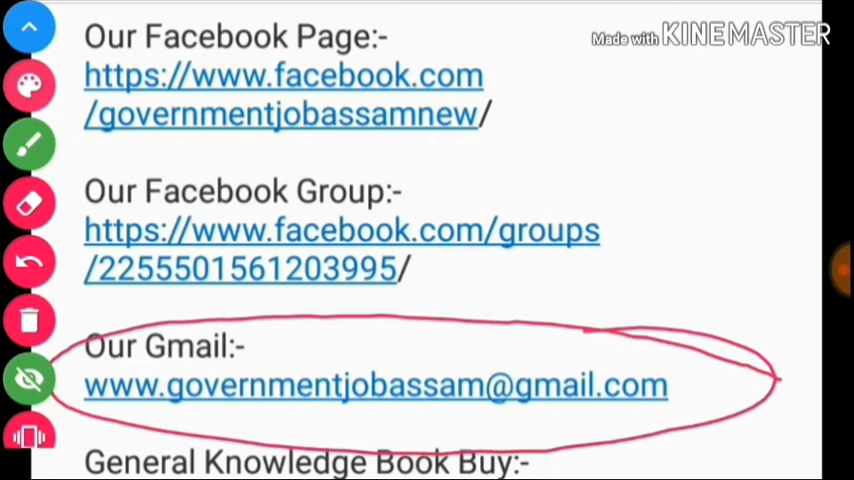 Our Facebook Page:-
Made with KINEMASTER
https://www.facebook.com
/governmentjobassamnew/
Our Facebook Group:-
https://www.facebook.com/groups
/2255501561203995/
Our Gmail:-
www.governmentjobassam@gmail.com
General Knowledge Book Buy:-